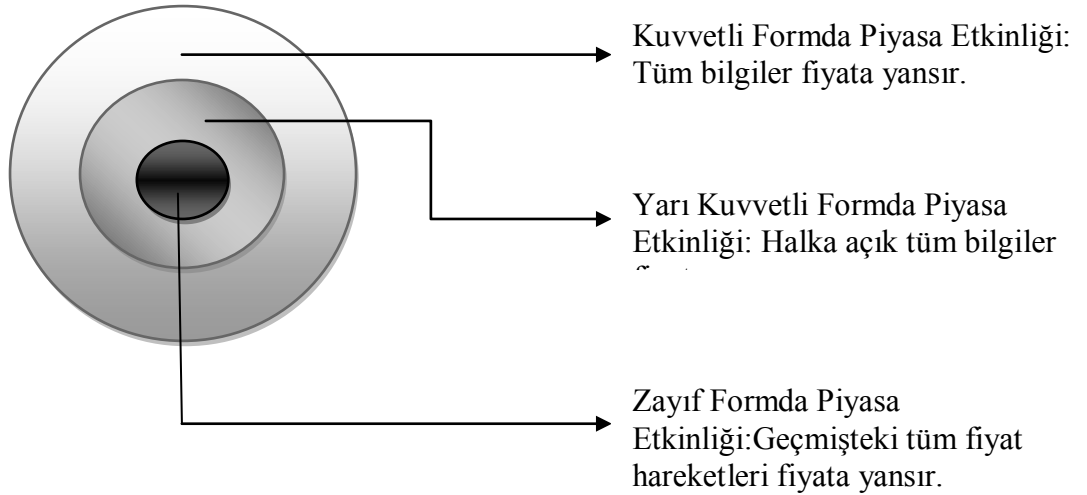 Kuvvetli Formda Piyasa Etkinliği:
Tüm bilgiler fiyata yansır.
Yarı Kuvvetli Formda Piyasa
Etkinliği: Halka açık tüm bilgiler
Zayıf Formda Piyasa
Etkinliği:Geçmişteki tüm fiyat
hareketleri fiyata yansır.